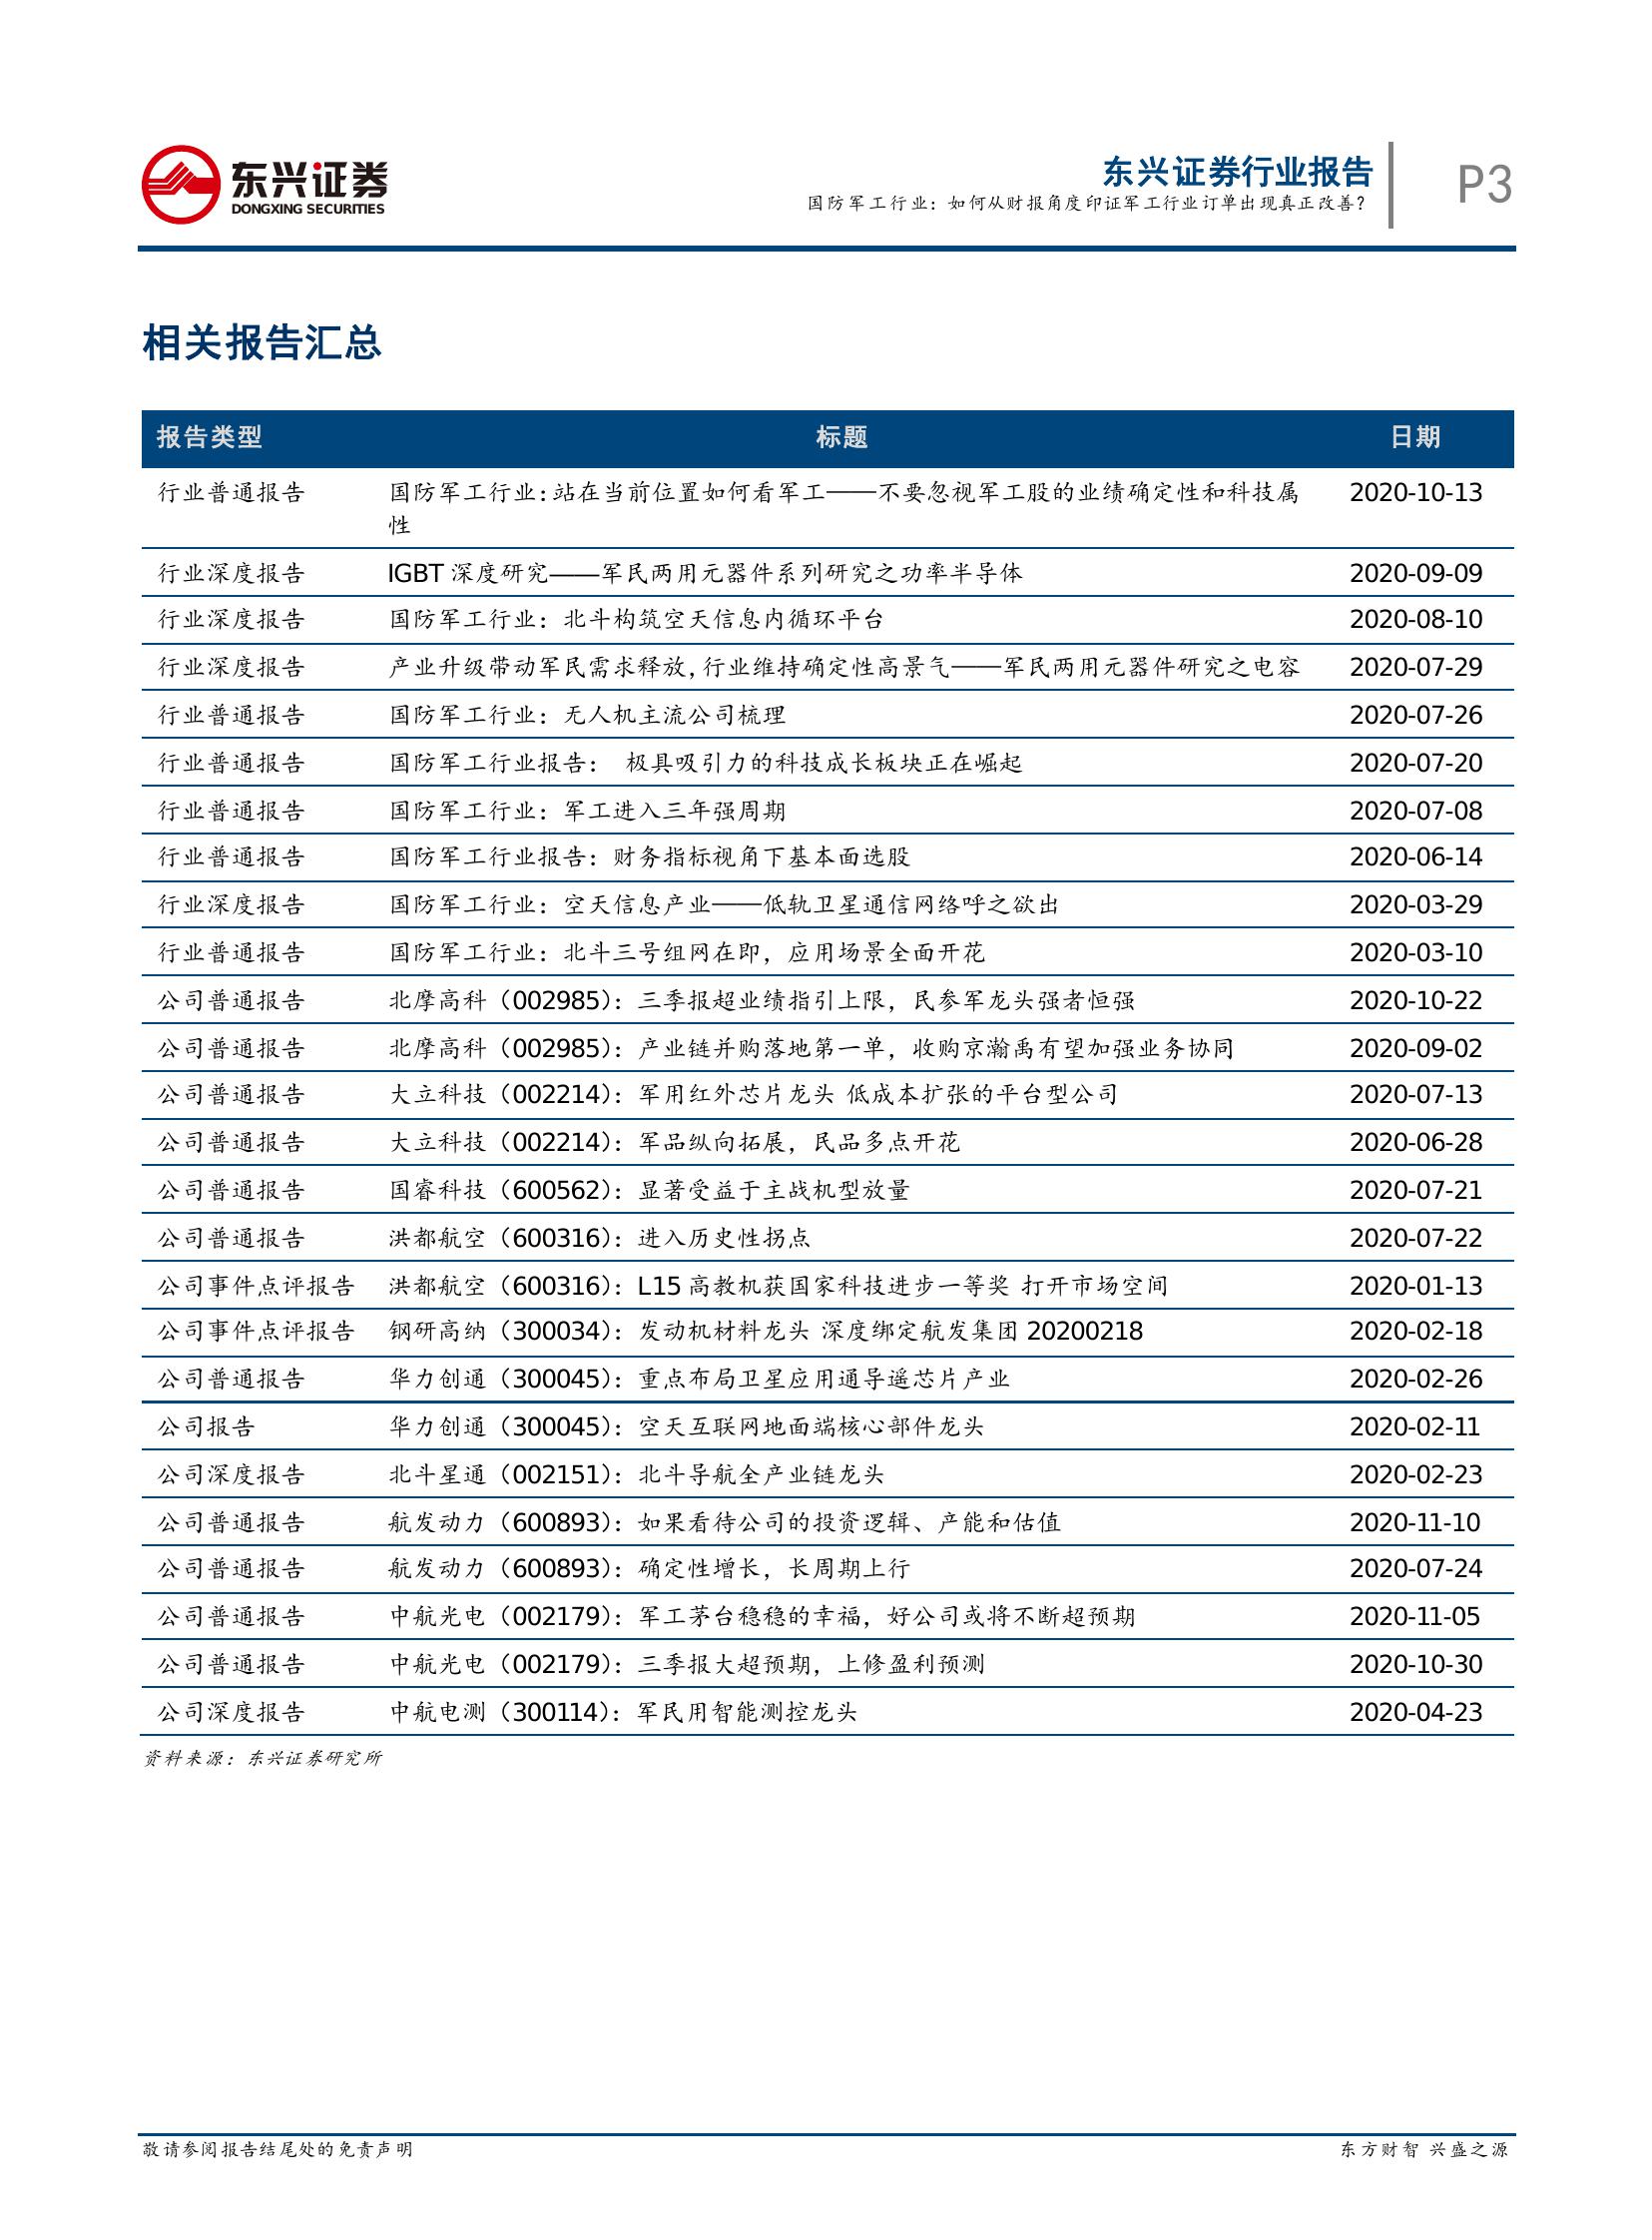 东兴证券
DONGXING SECURITIES
东兴证券行业报告
国防军工行业：如何从财报角度印证军工行业订单出现真正改善？
P3
相关报告汇总
报告类型 标题 日期
行业普通报告 国防军工行业：站在当前位置如何看军工——不要忽视军工股的业绩确定性和科技属 2020-10-13
性
行业深度报告 IGBT 深度研究——军民两用元器件系列研究之功率半导体 2020-09-09
行业深度报告 国防军工行业：北斗构筑空天信息内循环平台 2020-08-10
行业深度报告 产业升级带动军民需求释放，行业维持确定性高景气——军民两用元器件研究之电容 2020-07-29
行业普通报告 国防军工行业：无人机主流公司梳理 2020-07-26
行业普通报告 国防军工行业报告： 极具吸引力的科技成长板块正在崛起 2020-07-20
行业普通报告 国防军工行业：军工进入三年强周期 2020-07-08
行业普通报告 国防军工行业报告：财务指标视角下基本面选股 2020-06-14
行业深度报告 国防军工行业：空天信息产业——低轨卫星通信网络呼之欲出 2020-03-29
行业普通报告 国防军工行业：北斗三号组网在即，应用场景全面开花 2020-03-10
公司普通报告 北摩高科（002985）：三季报超业绩指引上限，民参军龙头强者恒强 2020-10-22
公司普通报告 北摩高科（002985）：产业链并购落地第一单，收购京瀚禹有望加强业务协同 2020-09-02
公司普通报告 大立科技（002214）：军用红外芯片龙头 低成本扩张的平台型公司 2020-07-13
公司普通报告 大立科技（002214）：军品纵向拓展，民品多点开花 2020-06-28
公司普通报告 国睿科技（600562）：显著受益于主战机型放量 2020-07-21
公司普通报告 洪都航空（600316）：进入历史性拐点 2020-07-22
公司事件点评报告 洪都航空（600316）：L15 高教机获国家科技进步一等奖 打开市场空间 2020-01-13
公司事件点评报告 钢研高纳（300034）：发动机材料龙头 深度绑定航发集团 20200218 2020-02-18
公司普通报告 华力创通（300045）：重点布局卫星应用通导遥芯片产业 2020-02-26
公司报告 华力创通（300045）：空天互联网地面端核心部件龙头 2020-02-11
公司深度报告 北斗星通（002151）：北斗导航全产业链龙头 2020-02-23
公司普通报告 航发动力（600893）：如果看待公司的投资逻辑、产能和估值 2020-11-10
公司普通报告 航发动力（600893）：确定性增长，长周期上行 2020-07-24
公司普通报告 中航光电（002179）：军工茅台稳稳的幸福，好公司或将不断超预期 2020-11-05
公司普通报告 中航光电（002179）：三季报大超预期，上修盈利预测 2020-10-30
公司深度报告 中航电测（300114）：军民用智能测控龙头 2020-04-23
资料来源：东兴证券研究所
敬请参阅报告结尾处的免责声明 东方财智 兴盛之源